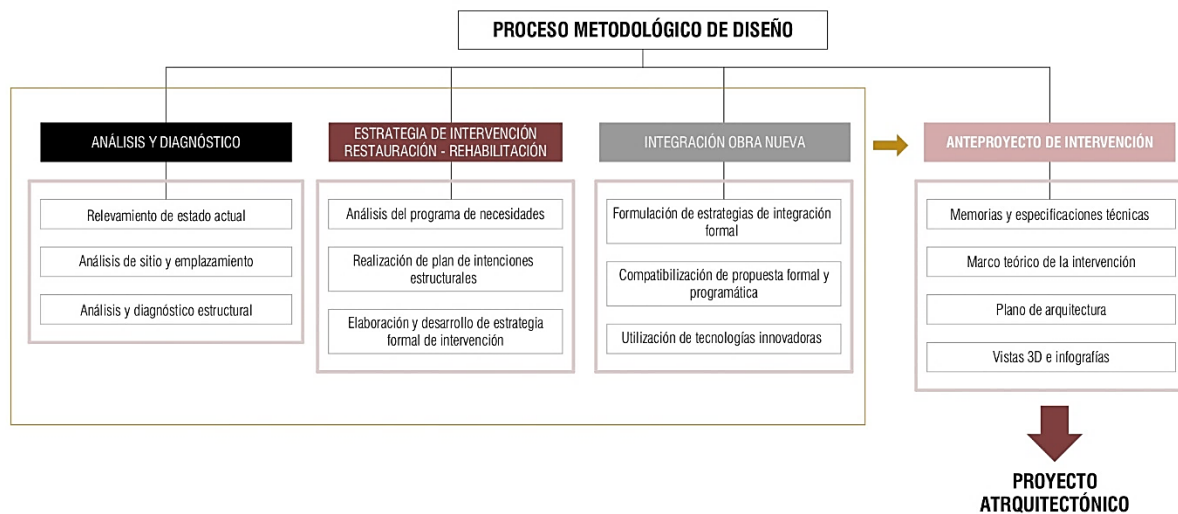 PROCESO METODOLÓGICO DE DISEÑO
ANÁLISIS Y DIAGNÓSTICO
Relevamiento de estado actual
Análisis de sitio y emplazamiento
Análisis y diagnóstico estructural
ESTRATEGIA DE INTERVENCIÓN
RESTAURACIÓN - REHABILITACIÓN
Análisis del programa de necesidades
Realización de plan de intenciones
estructurales
Elaboración y desarrollo de estrategia
formal de intervención
INTEGRACIÓN OBRA NUEVA
Formulación de estrategias de integración
formal
Compatibilización de propuesta formal y
programática
Utilización de tecnologías innovadoras
ANTEPROYECTO DE INTERVENCIÓN
Memorias y especificaciones técnicas
Marco teórico de la intervención
Plano de arquitectura
Vistas 3D e infografías
PROYECTO
ATRQUITECTÓNICO